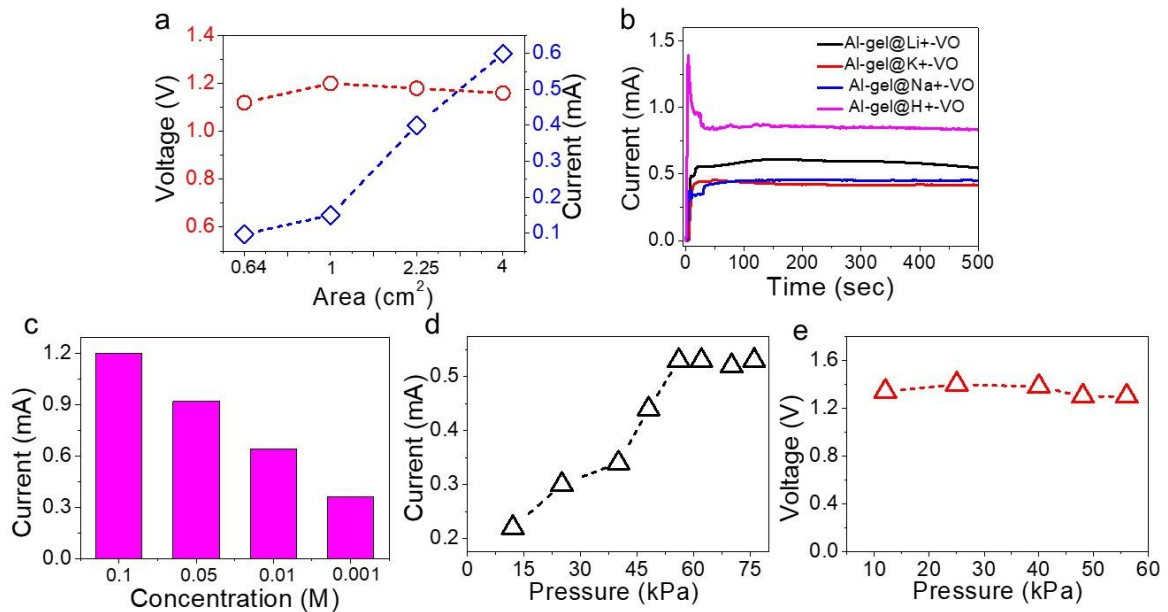 a
1.4
1.2
1.1
1.0
0.8
0.6
Voltage (V)
0.6
0.5
0.4
0.3
0.2
0.1
Current (mA)
0.64
1
2.25
4
Area (cm²)
b
1.5
1.0
0.5
0.0
Current (mA)
Al-gel@Li+-VO
Al-gel@K+-VO
Al-gel@Na+-VO
Al-gel@H+-VO
0
100
200
300
400
500
Time (sec)
c
1.2
0.9
0.6
0.3
0.0
Current (mA)
0.1
0.05
0.01
0.001
Concentration (M)
d
0.5
0.4
0.3
0.2
Current (mA)
0
15
30
45
60
75
Pressure (kPa)
e
1.6
1.2
0.8
0.4
0.0
Voltage (V)
10
20
30
40
50
60
Pressure (kPa)